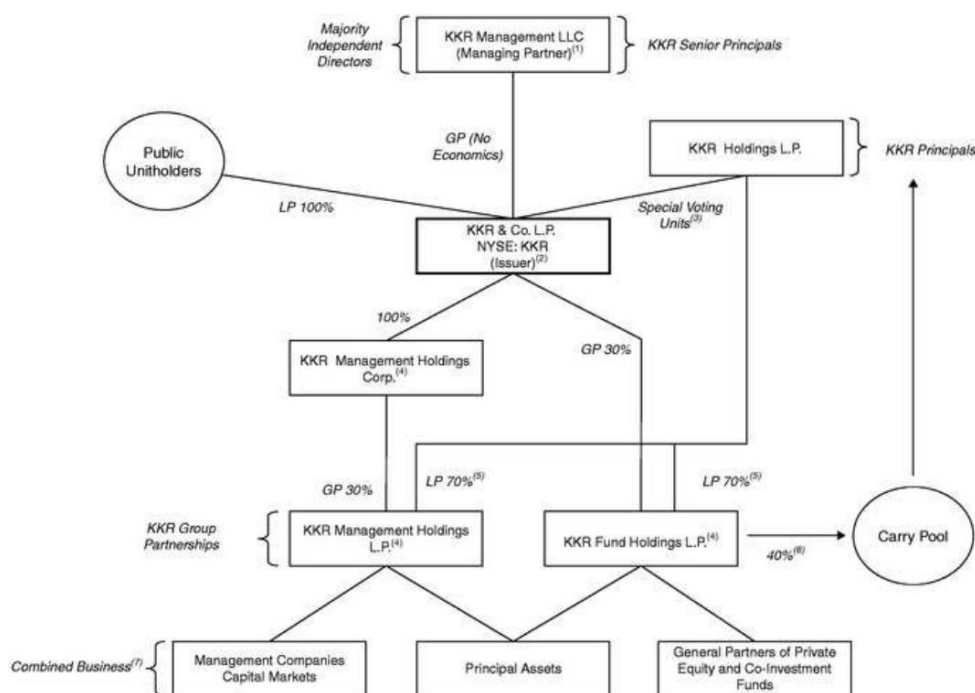 Majority
Independent
Directors
KKR Management LLC
(Managing Partner)(1)
KKR Senior Principals
Public
Unitholders
GP (No
Economics)
KKR Holdings L.P.
KKR Principals
LP 100%
Special Voting
Units(3)
KKR & Co. L.P.
NYSE: KKR
(Issuer)(2)
100%
GP 30%
KKR Management Holdings
Corp.(4)
GP 30%
LP 70%(5)
LP 70%(5)
KKR Group
Partnerships
KKR Management Holdings
L.P.(4)
KKR Fund Holdings L.P.(4)
40%(6)
Carry Pool
Combined Business(7)
Management Companies
Capital Markets
Principal Assets
General Partners of Private
Equity and Co-Investment
Funds